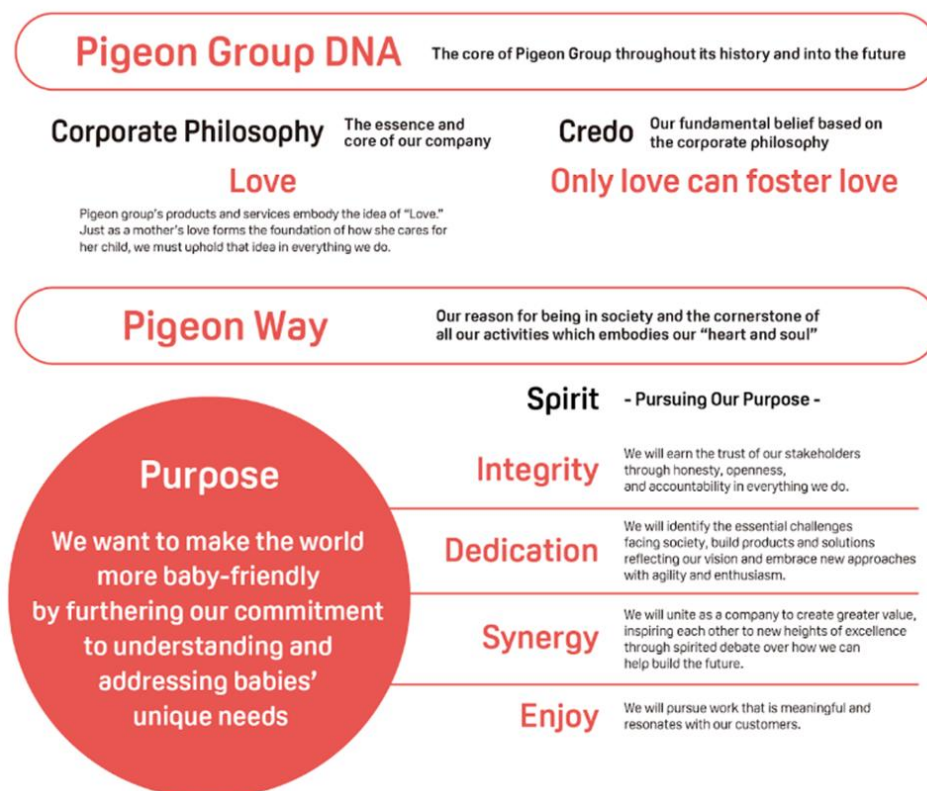 Pigeon Group DNA
The core of Pigeon Group throughout its history and into the future
Corporate Philosophy
The essence and
core of our company
Love
Pigeon group's products and services embody the idea of "Love."
Just as a mother's love forms the foundation of how she cares for
her child, we must uphold that idea in everything we do.
Credo
Our fundamental belief based on
the corporate philosophy
Only love can foster love
Pigeon Way
Our reason for being in society and the cornerstone of
all our activities which embodies our "heart and soul"
Purpose
We want to make the world
more baby-friendly
by furthering our commitment
to understanding and
addressing babies'
unique needs
Spirit
- Pursuing Our Purpose -
Integrity
We will earn the trust of our stakeholders
through honesty, openness,
and accountability in everything we do.
Dedication
We will identify the essential challenges
facing society, build products and solutions
reflecting our vision and embrace new approaches
with agility and enthusiasm.
Synergy
We will unite as a company to create greater value,
inspiring each other to new heights of excellence
through spirited debate over how we can
help build the future.
Enjoy
We will pursue work that is meaningful and
resonates with our customers.